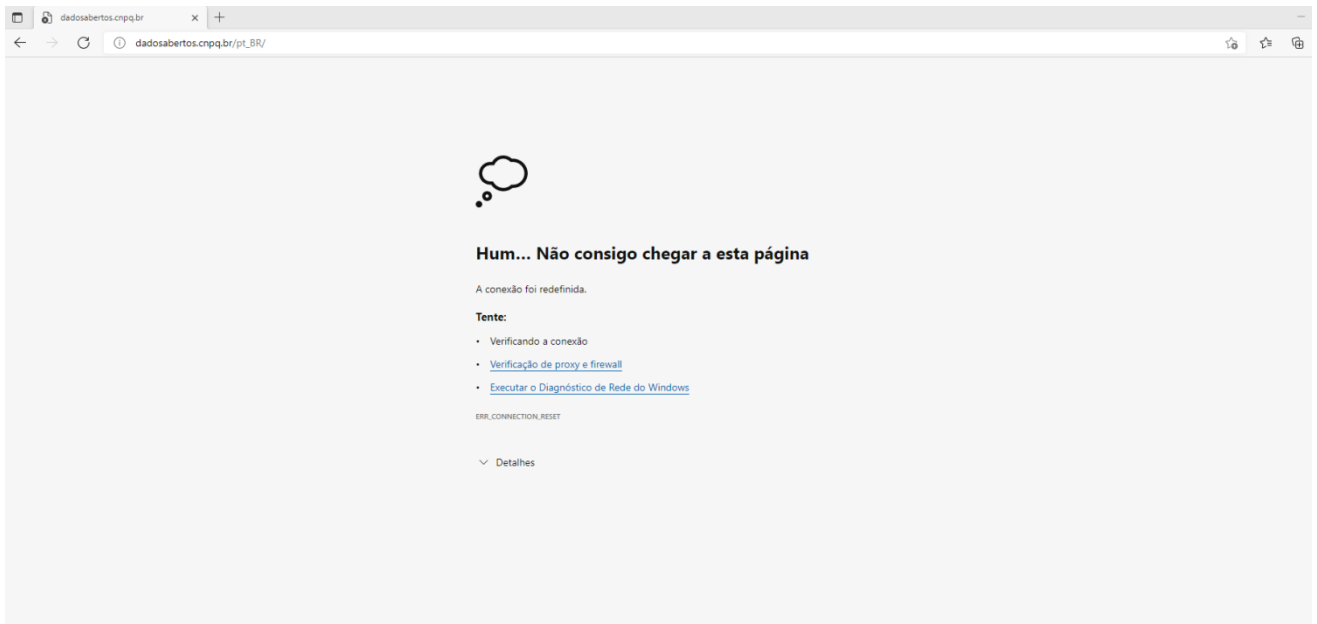 dadosabertos.cnpq.br
dadosabertos.cnpq.br/pt_BR/
Hum... Não consigo chegar a esta página
A conexão foi redefinida.
Tente:
• Verificando a conexão
• Verificação de proxy e firewall
• Executar o Diagnóstico de Rede do Windows
ERR_CONNECTION_RESET
Detalhes